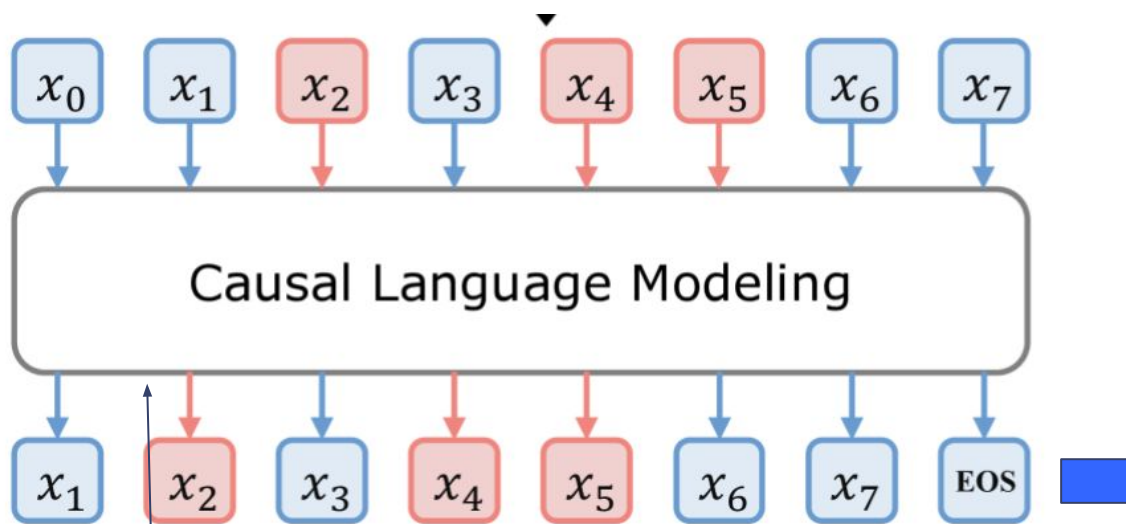 x₀ x₁ x₂ x₃ x₄ x₅ x₆ x₇
Causal Language Modeling
x₁ x₂ x₃ x₄ x₅ x₆ x₇ EOS